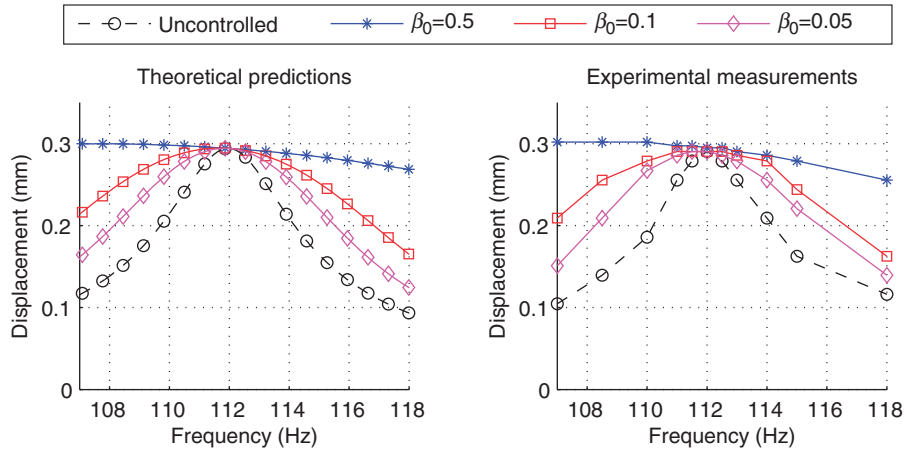 Uncontrolled β₀=0.5 β₀=0.1 β₀=0.05
Theoretical predictions
Displacement (mm)
0.3
0.2
0.1
0
108 110 112 114 116 118
Frequency (Hz)
Experimental measurements
Displacement (mm)
0.3
0.2
0.1
0
108 110 112 114 116 118
Frequency (Hz)